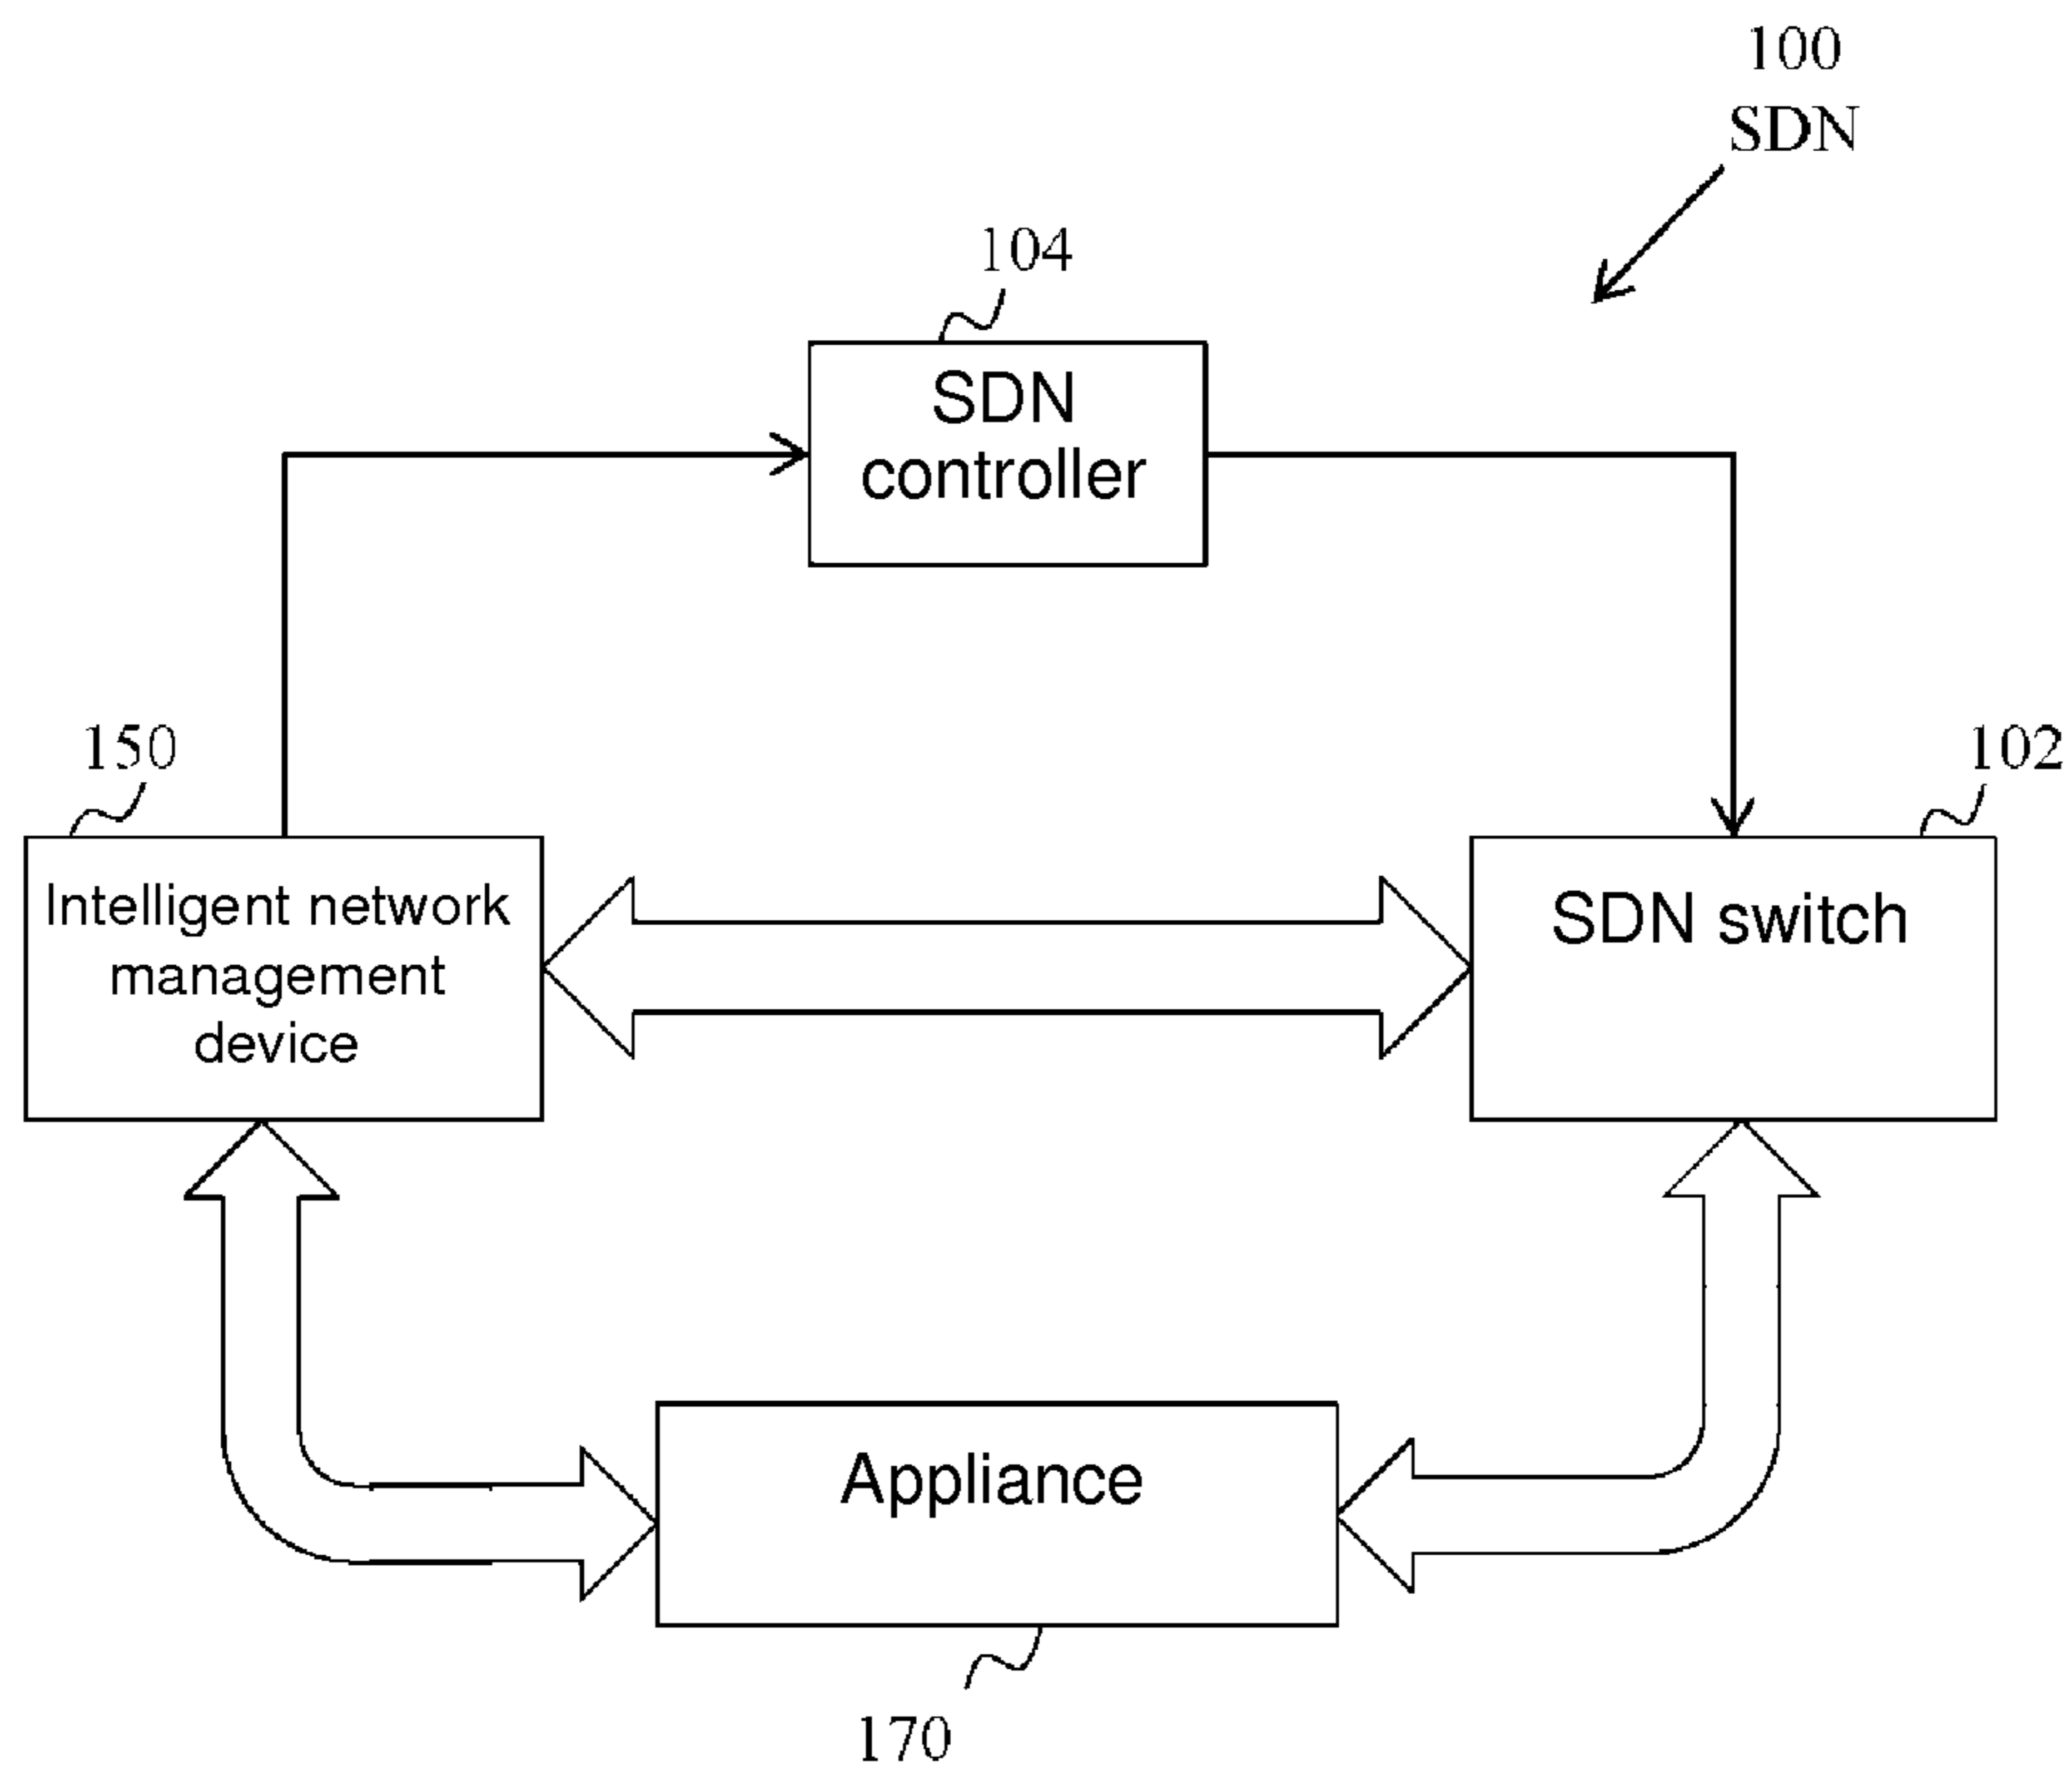 100
SDN
104
SDN
controller
150
102
Intelligent network
management
device
SDN switch
Appliance
170